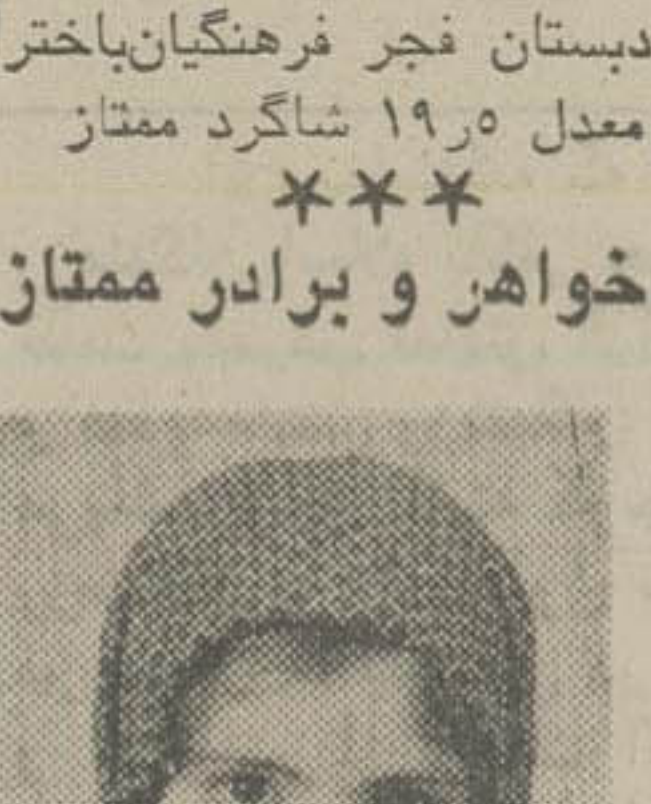 دبستان فجر فرهنگیان‌باختر
معدل ۱۹٫۵ شاگرد ممتاز
***
خواهر و برادر ممتاز